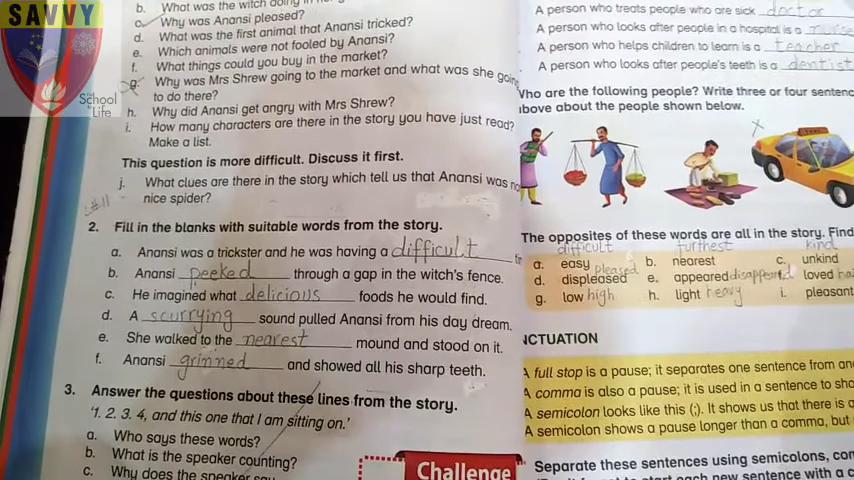 SAVVY
The School for Life
b. What was the witch doing in
c. Why was Anansi pleased?
d. What was the first animal that Anansi tricked?
e. Which animals were not fooled by Anansi?
f. What things could you buy in the market?
g. Why was Mrs Shrew going to the market and what was she going
to do there?
h. Why did Anansi get angry with Mrs Shrew?
i. How many characters are there in the story you have just read?
Make a list.
This question is more difficult. Discuss it first.
j. What clues are there in the story which tell us that Anansi was no
nice spider?
2. Fill in the blanks with suitable words from the story.
a. Anansi was a trickster and he was having a difficult
b. Anansi peeked through a gap in the witch's fence.
c. He imagined what delicious foods he would find.
d. A scurrying sound pulled Anansi from his day dream.
e. She walked to the nearest mound and stood on it.
f. Anansi grinned and showed all his sharp teeth.
3. Answer the questions about these lines from the story.
'1. 2. 3. 4, and this one that I am sitting on.'
a. Who says these words?
b. What is the speaker counting?
c. Why does the speaker say
Challenge
A person who treats people who are sick doctor
A person who looks after people in a hospital is a nurse
A person who helps children to learn is a teacher
A person who looks after people's teeth is a dentist
Who are the following people? Write three or four sentenc
above about the people shown below.
TAXI
The opposites of these words are all in the story. Find
difficult furthest kind
a. easy b. nearest c. unkind
d. displeased pleased e. appeared disappeared f. loved
g. low high h. light heavy i. pleasant
NCTUATION
A full stop is a pause; it separates one sentence from an
A comma is also a pause; it is used in a sentence to sho
A semicolon looks like this (;). It shows us that there is a
A semicolon shows a pause longer than a comma, but
Separate these sentences using semicolons, com
to start each new sentence with a c